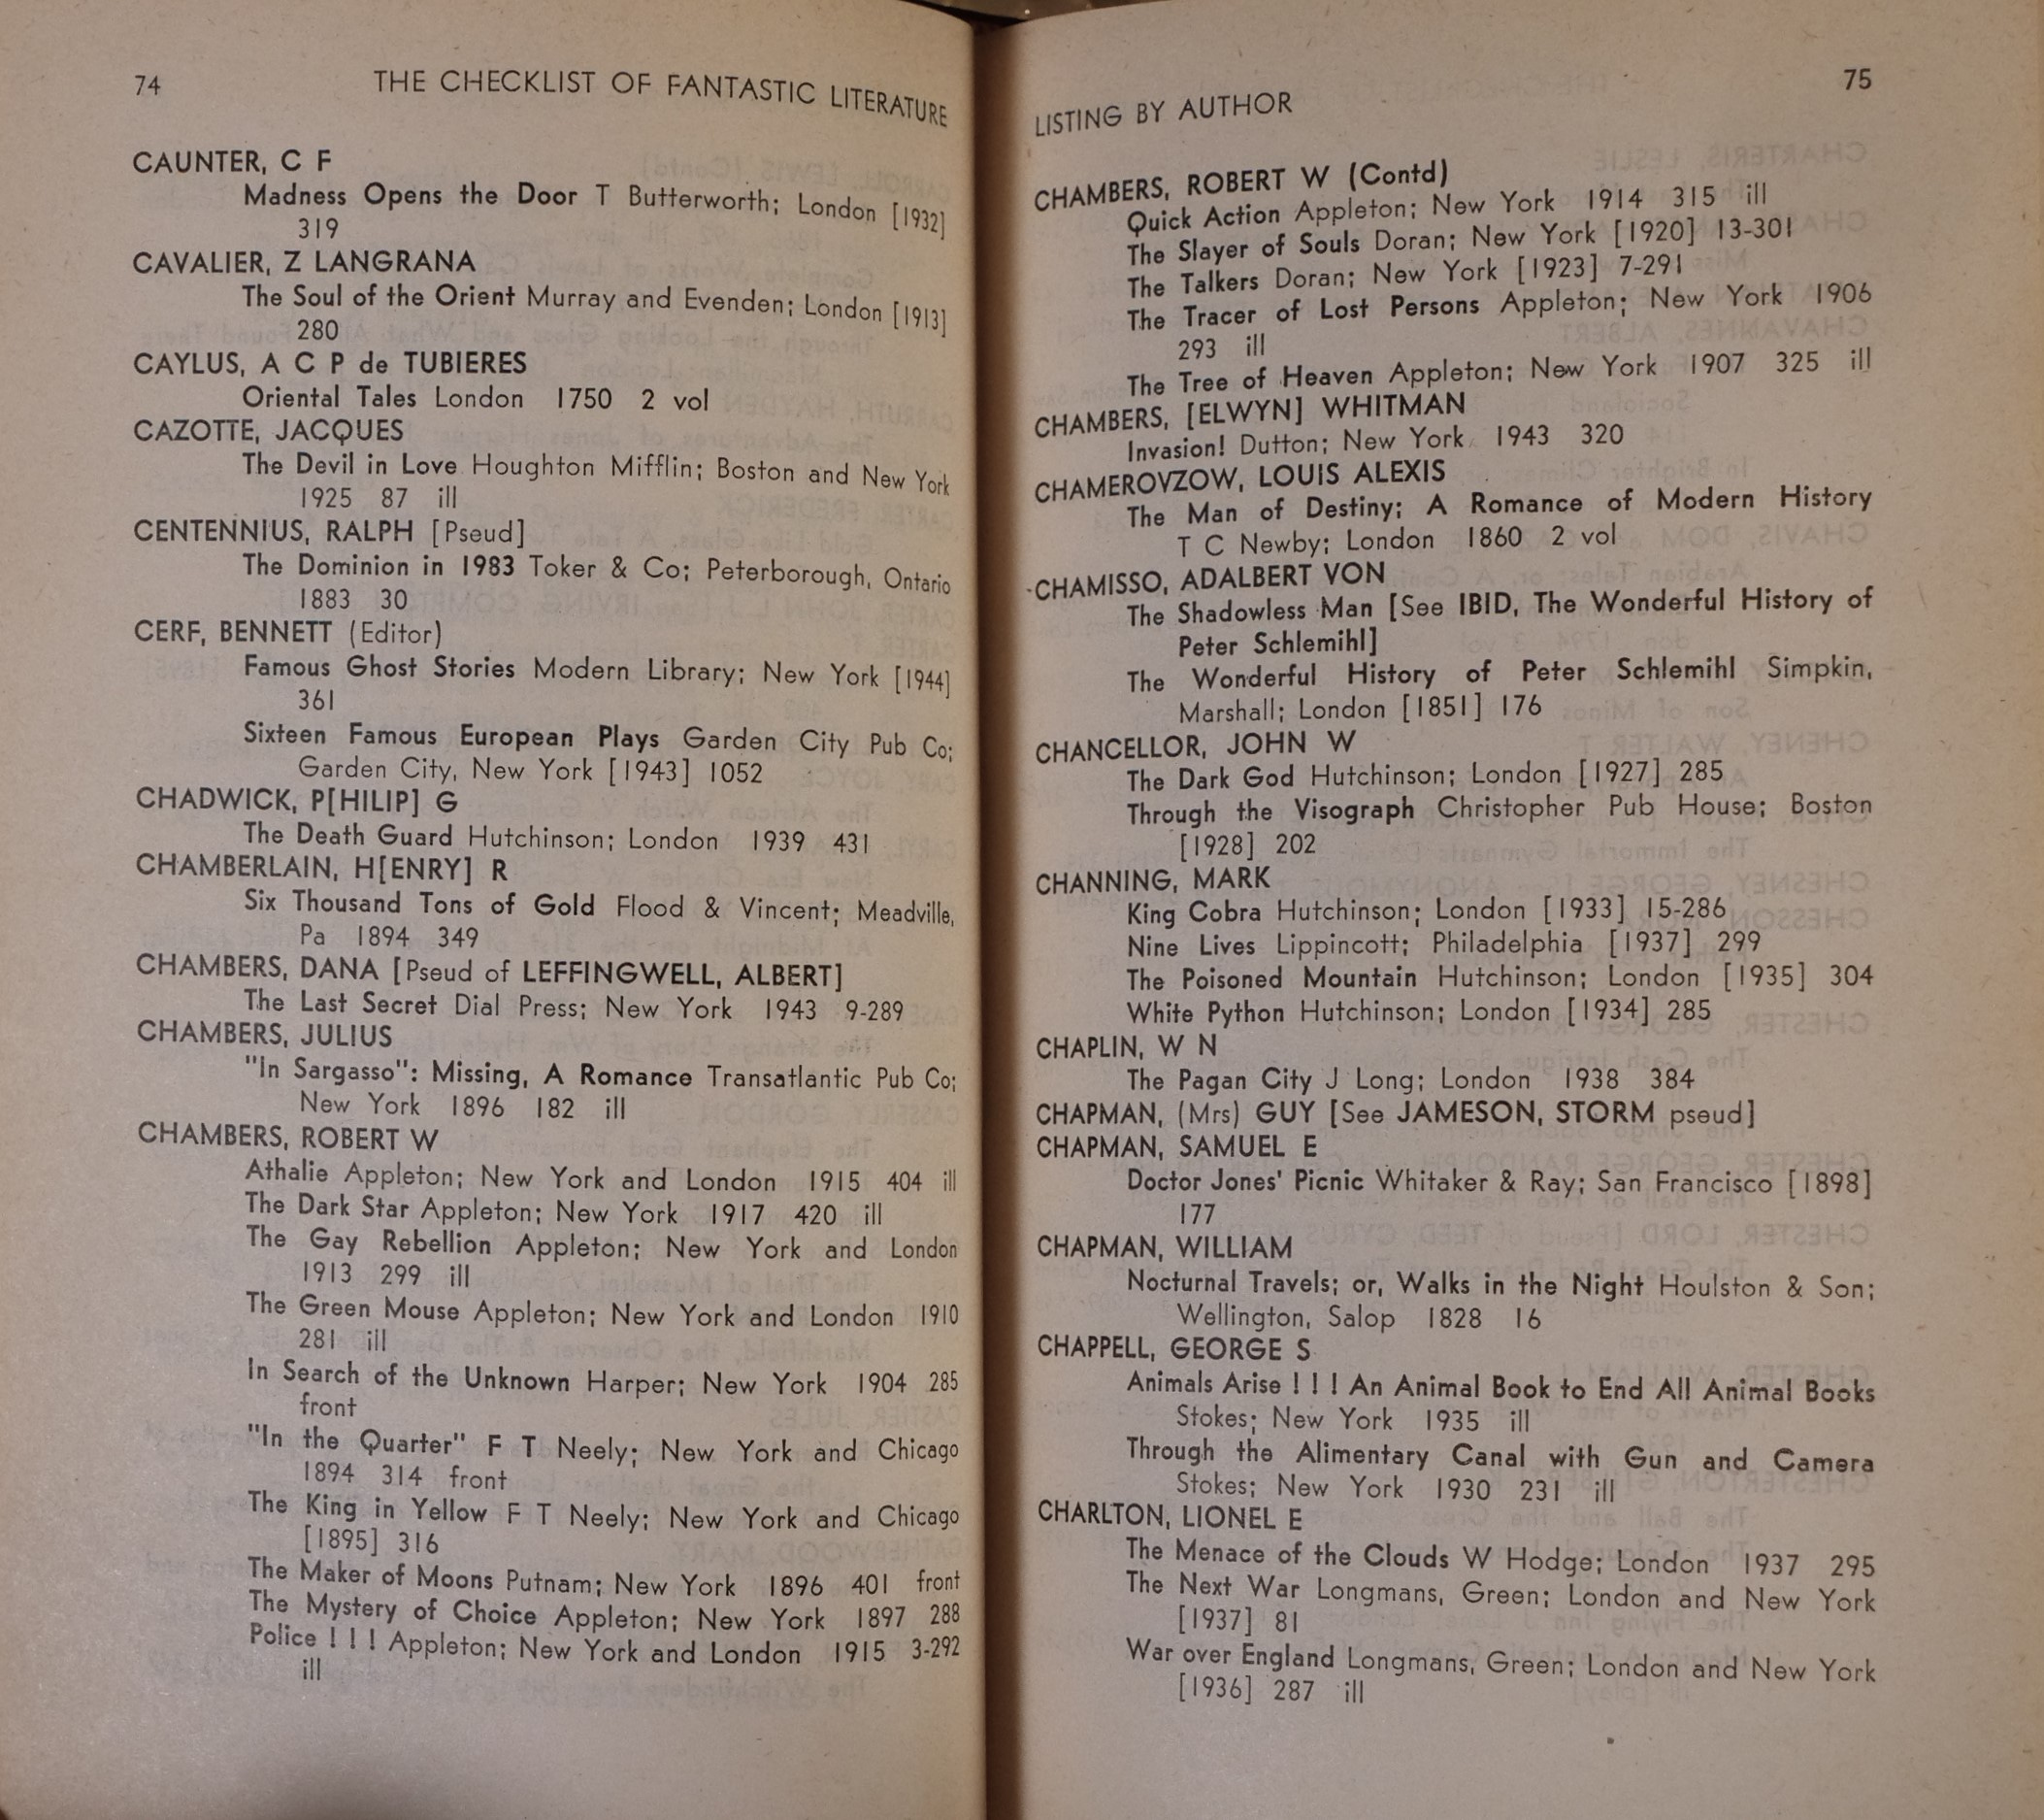 74 THE CHECKLIST OF FANTASTIC LITERATURE
CAUNTER, C F
Madness Opens the Door T Butterworth; London [1932]
319
CAVALIER, Z LANGRANA
The Soul of the Orient Murray and Evenden; London [1913]
280
CAYLUS, A C P de TUBIERES
Oriental Tales London 1750 2 vol
CAZOTTE, JACQUES
The Devil in Love Houghton Mifflin; Boston and New York
1925 87 ill
CENTENNIUS, RALPH [Pseud]
The Dominion in 1983 Toker & Co; Peterborough, Ontario
1883 30
CERF, BENNETT (Editor)
Famous Ghost Stories Modern Library; New York [1944]
361
Sixteen Famous European Plays Garden City Pub Co;
Garden City, New York [1943] 1052
CHADWICK, P[HILIP] G
The Death Guard Hutchinson; London 1939 431
CHAMBERLAIN, H[ENRY] R
Six Thousand Tons of Gold Flood & Vincent; Meadville,
Pa 1894 349
CHAMBERS, DANA [Pseud of LEFFINGWELL, ALBERT]
The Last Secret Dial Press; New York 1943 9-289
CHAMBERS, JULIUS
"In Sargasso": Missing, A Romance Transatlantic Pub Co;
New York 1896 182 ill
CHAMBERS, ROBERT W
Athalie Appleton; New York and London 1915 404 ill
The Dark Star Appleton; New York 1917 420 ill
The Gay Rebellion Appleton; New York and London
1913 299 ill
The Green Mouse Appleton; New York and London 1910
281 ill
In Search of the Unknown Harper; New York 1904 285
front
"In the Quarter" F T Neely; New York and Chicago
1894 314 front
The King in Yellow F T Neely; New York and Chicago
[1895] 316
The Maker of Moons Putnam; New York 1896 401 front
The Mystery of Choice Appleton; New York 1897 288
Police ! ! ! Appleton; New York and London 1915 3-292
ill
LISTING BY AUTHOR 75
CHAMBERS, ROBERT W (Contd)
Quick Action Appleton; New York 1914 315 ill
The Slayer of Souls Doran; New York [1920] 13-301
The Talkers Doran; New York [1923] 7-291
The Tracer of Lost Persons Appleton; New York 1906
293 ill
The Tree of Heaven Appleton; New York 1907 325 ill
CHAMBERS, [ELWYN] WHITMAN
Invasion! Dutton; New York 1943 320
CHAMEROVZOW, LOUIS ALEXIS
The Man of Destiny; A Romance of Modern History
T C Newby; London 1860 2 vol
CHAMISSO, ADALBERT VON
The Shadowless Man [See IBID, The Wonderful History of
Peter Schlemihl]
The Wonderful History of Peter Schlemihl Simpkin,
Marshall; London [1851] 176
CHANCELLOR, JOHN W
The Dark God Hutchinson; London [1927] 285
Through the Visograph Christopher Pub House; Boston
[1928] 202
CHANNING, MARK
King Cobra Hutchinson; London [1933] 15-286
Nine Lives Lippincott; Philadelphia [1937] 299
The Poisoned Mountain Hutchinson; London [1935] 304
White Python Hutchinson; London [1934] 285
CHAPLIN, W N
The Pagan City J Long; London 1938 384
CHAPMAN, (Mrs) GUY [See JAMESON, STORM pseud]
CHAPMAN, SAMUEL E
Doctor Jones' Picnic Whitaker & Ray; San Francisco [1898]
177
CHAPMAN, WILLIAM
Nocturnal Travels; or, Walks in the Night Houlston & Son;
Wellington, Salop 1828 16
CHAPPELL, GEORGE S
Animals Arise ! ! ! An Animal Book to End All Animal Books
Stokes; New York 1935 ill
Through the Alimentary Canal with Gun and Camera
Stokes; New York 1930 231 ill
CHARLTON, LIONEL E
The Menace of the Clouds W Hodge; London 1937 295
The Next War Longmans, Green; London and New York
[1937] 81
War over England Longmans, Green; London and New York
[1936] 287 ill